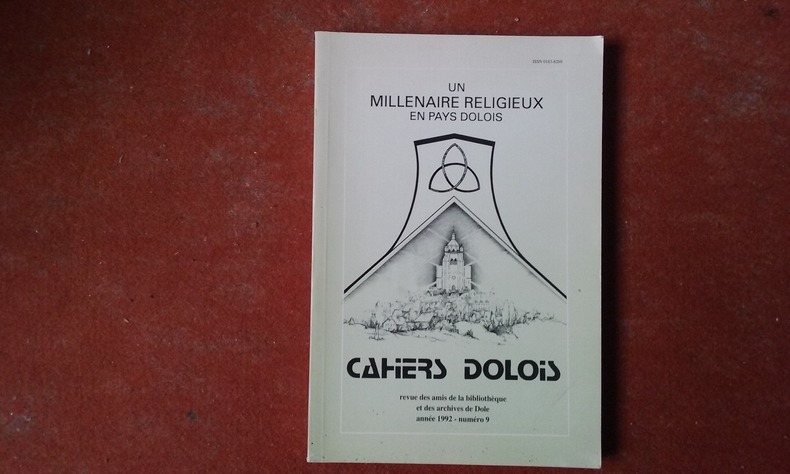 UN
MILLENAIRE RELIGIEUX
EN PAYS DOLOIS
CAHIERS DOLOIS
revue des amis de la bibliothèque
et des archives de Dole
année 1992 - numéro 9